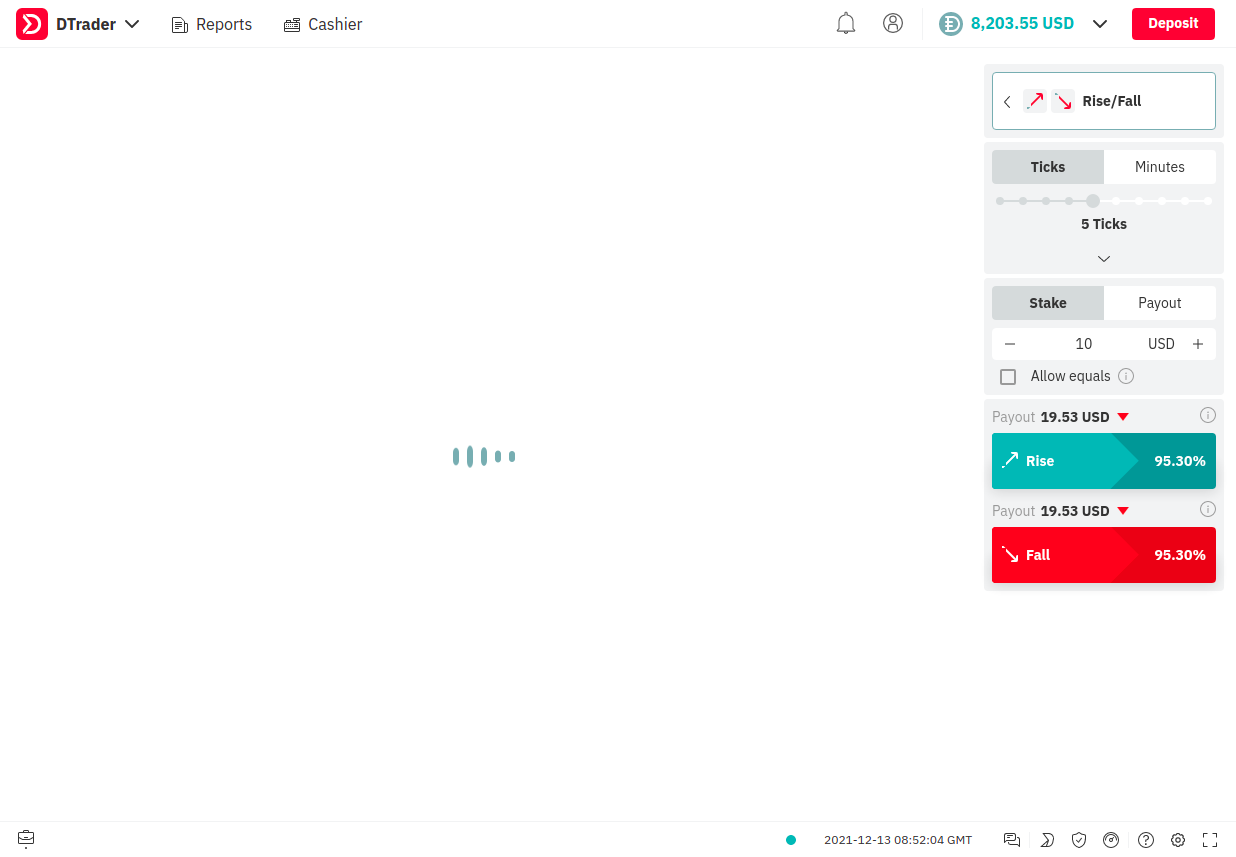 DTrader
Reports
Cashier
8,203.55 USD
Deposit
Rise/Fall
Ticks
Minutes
5 Ticks
Stake
Payout
10
USD
Allow equals
Payout 19.53 USD
Rise
95.30%
Payout 19.53 USD
Fall
95.30%
2021-12-13 08:52:04 GMT